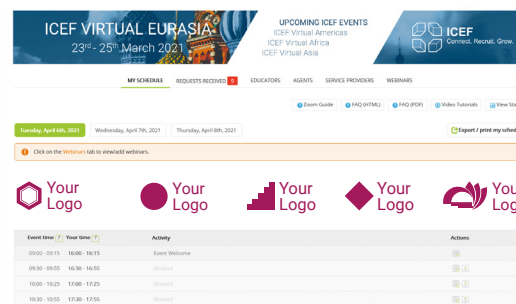 ICEF VIRTUAL EURASIA
23rd - 25th March 2021
UPCOMING ICEF EVENTS
ICEF Virtual Americas
ICEF Virtual Africa
ICEF Virtual Asia
ICEF
Connect. Recruit. Grow.
MY SCHEDULE REQUESTS RECEIVED 0 EDUCATORS AGENTS SERVICE PROVIDERS WEBINARS
Zoom Guide FAQ (HTML) FAQ (PDF) Video Tutorials View Sta
Tuesday, April 6th, 2021 Wednesday, April 7th, 2021 Thursday, April 8th, 2021 Export / print my sched
Click on the Webinars tab to view/add webinars.
Your Logo
Your Logo
Your Logo
Your Logo
You Log
Event time ? Your time ? Activity Actions
09:00 - 09:15 16:00 - 16:15 Event Welcome
09:30 - 09:55 16:30 - 16:55 Blocked
10:00 - 10:25 17:00 - 17:25 Blocked
10:30 - 10:55 17:30 - 17:55 Blocked